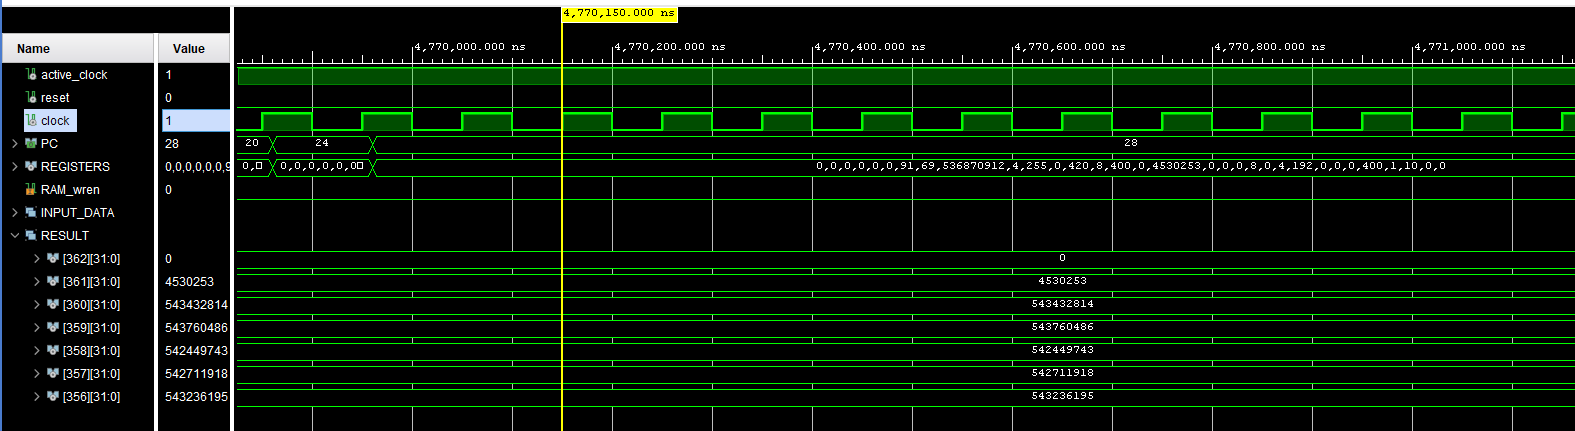 4,770,150.000 ns
Name Value 4,770,000.000 ns 4,770,200.000 ns 4,770,400.000 ns 4,770,600.000 ns 4,770,800.000 ns 4,771,000.000 ns
active_clock 1
reset 0
clock 1
PC 28 20 24 28
REGISTERS 0,0,0,0,0,0,9 0,0,0,0,0,0 0,0,0,0,0,0,91,69,536870912,4,255,0,420,8,400,0,4530253,0,0,0,8,0,4,192,0,0,0,400,1,10,0,0
RAM_wren 0
INPUT_DATA
RESULT
[362][31:0] 0 0
[361][31:0] 4530253 4530253
[360][31:0] 543432814 543432814
[359][31:0] 543760486 543760486
[358][31:0] 542449743 542449743
[357][31:0] 542711918 542711918
[356][31:0] 543236195 543236195